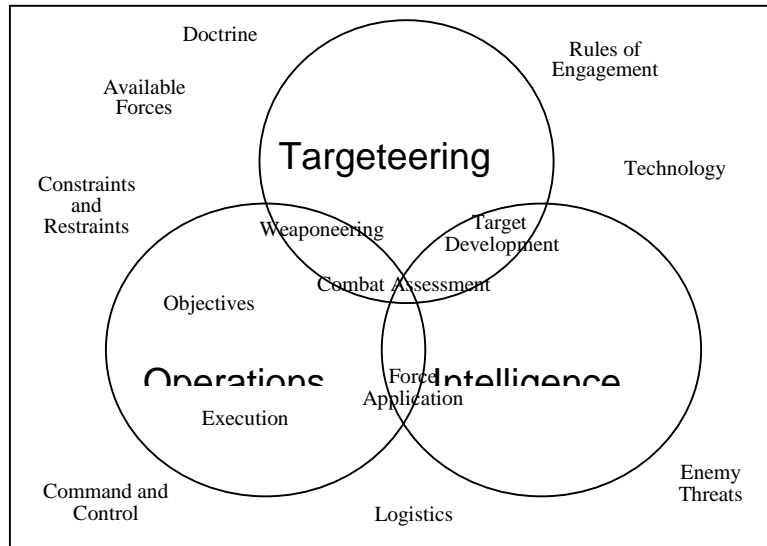 Doctrine
Rules of
Engagement
Available
Forces
Targeteering
Technology
Constraints
and
Restraints
Weaponeering
Target
Development
Combat Assessment
Objectives
Operations
Force
Application
Intelligence
Execution
Enemy
Threats
Command and
Control
Logistics